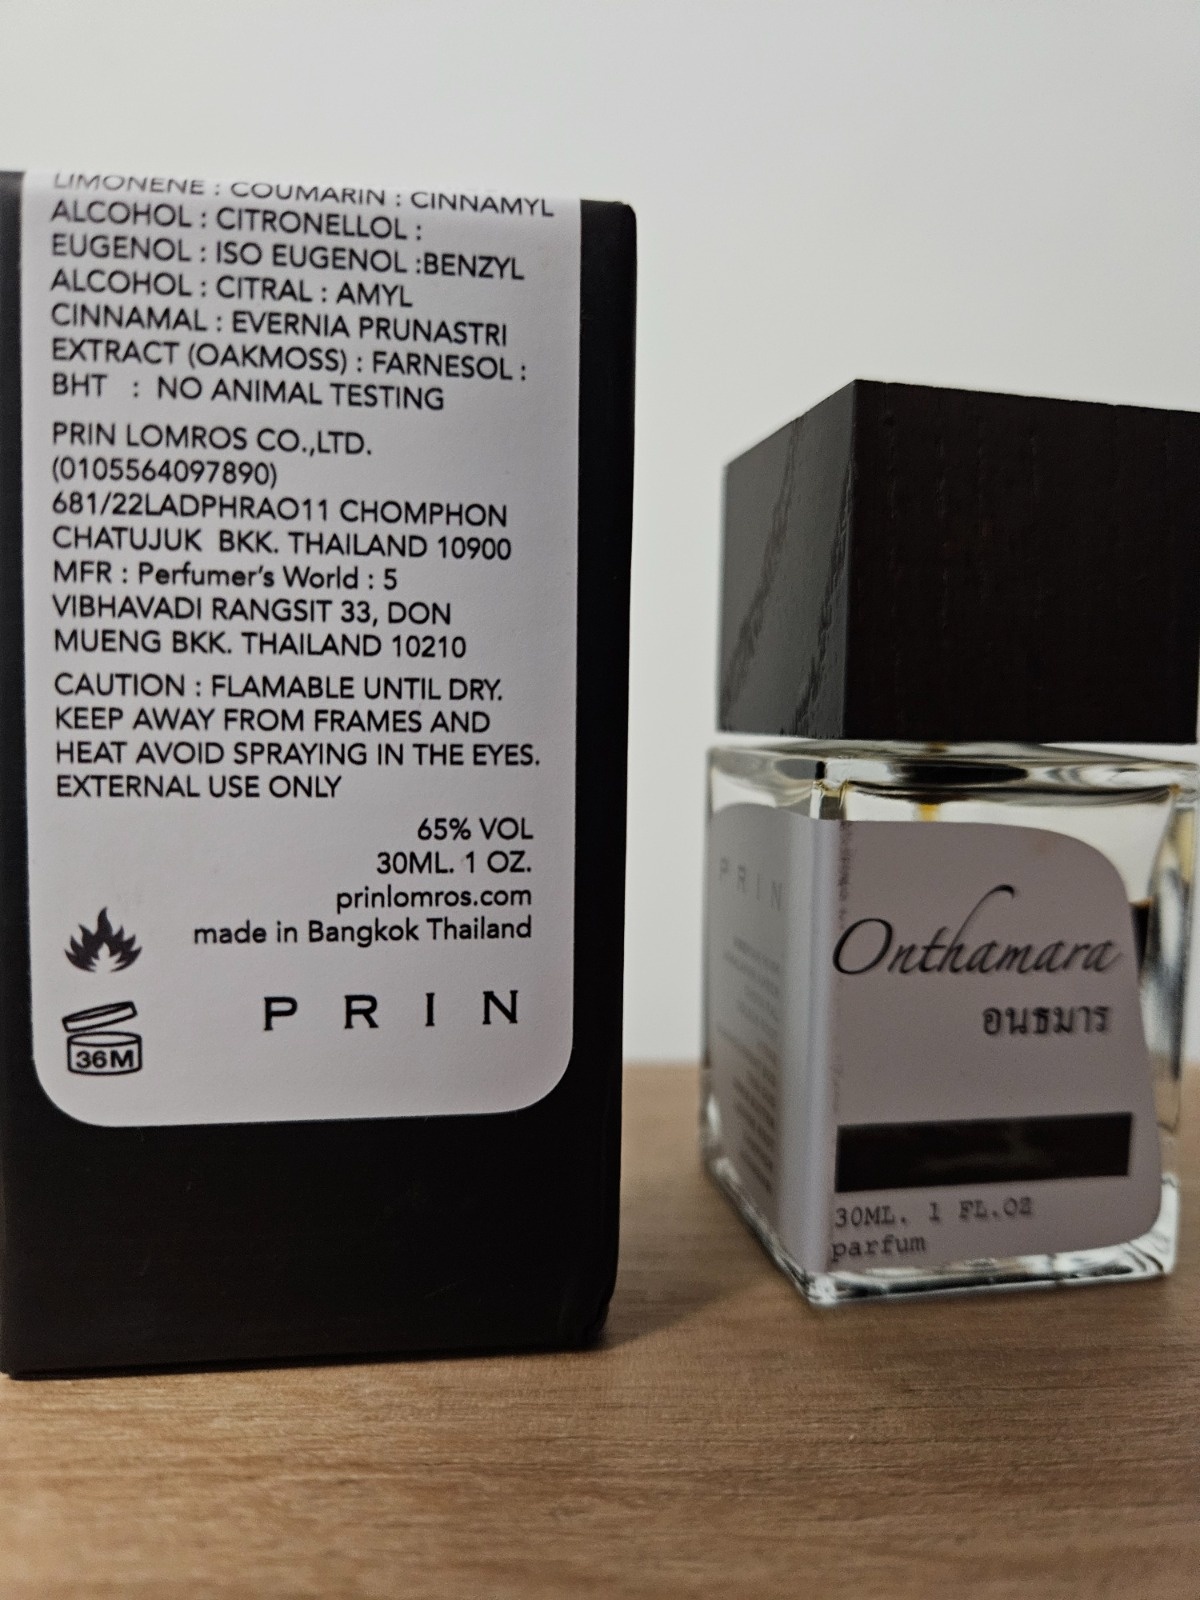 LIMONENE : COUMARIN : CINNAMYL
ALCOHOL : CITRONELLOL :
EUGENOL : ISO EUGENOL :BENZYL
ALCOHOL : CITRAL : AMYL
CINNAMAL : EVERNIA PRUNASTRI
EXTRACT (OAKMOSS) : FARNESOL :
BHT : NO ANIMAL TESTING
PRIN LOMROS CO.,LTD.
(0105564097890)
681/22LADPHRAO11 CHOMPHON
CHATUJUK BKK. THAILAND 10900
MFR : Perfumer's World : 5
VIBHAVADI RANGSIT 33, DON
MUENG BKK. THAILAND 10210
CAUTION : FLAMABLE UNTIL DRY.
KEEP AWAY FROM FRAMES AND
HEAT AVOID SPRAYING IN THE EYES.
EXTERNAL USE ONLY
65% VOL
30ML. 1 OZ.
prinlomros.com
made in Bangkok Thailand
PRIN
36M
PRIN
Onthamara
อนธมาร
30ML. 1 FL.OZ
parfum